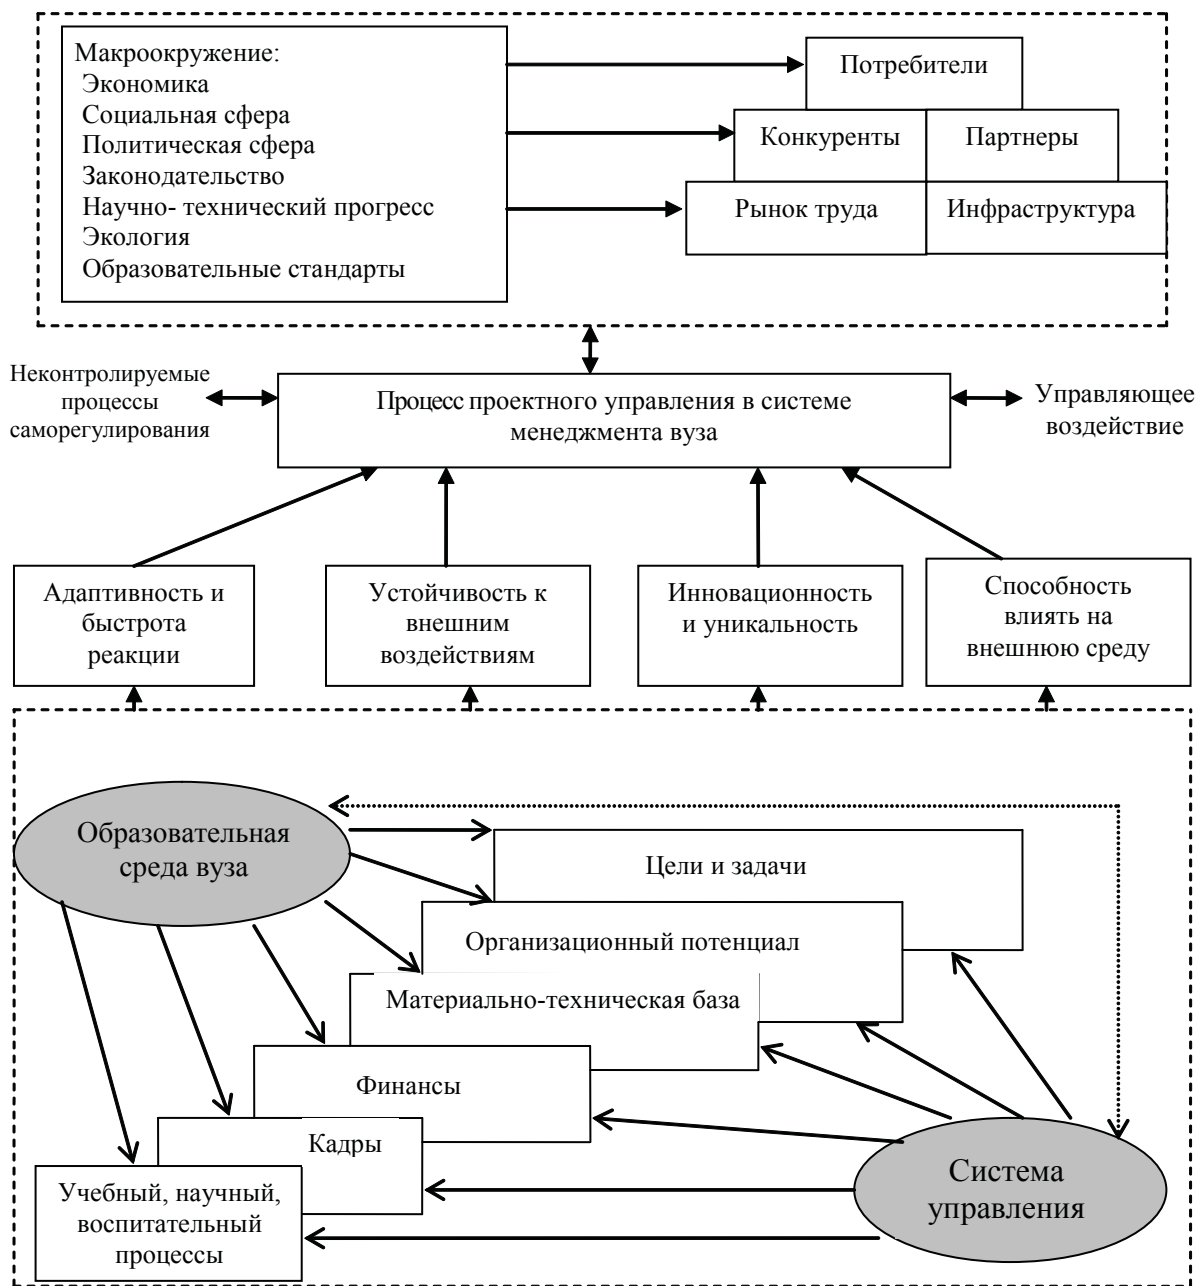 Макроокружение:
Экономика
Социальная сфера
Политическая сфера
Законодательство
Научно- технический прогресс
Экология
Образовательные стандарты
Потребители
Конкуренты
Партнеры
Рынок труда
Инфраструктура
Неконтролируемые
процессы
саморегулирования
Процесс проектного управления в системе
менеджмента вуза
Управляющее
воздействие
Адаптивность и
быстрота
реакции
Устойчивость к
внешним
воздействиям
Инновационность
и уникальность
Способность
влиять на
внешнюю среду
Образовательная
среда вуза
Цели и задачи
Организационный потенциал
Материально-техническая база
Финансы
Кадры
Учебный, научный,
воспитательный
процессы
Система
управления